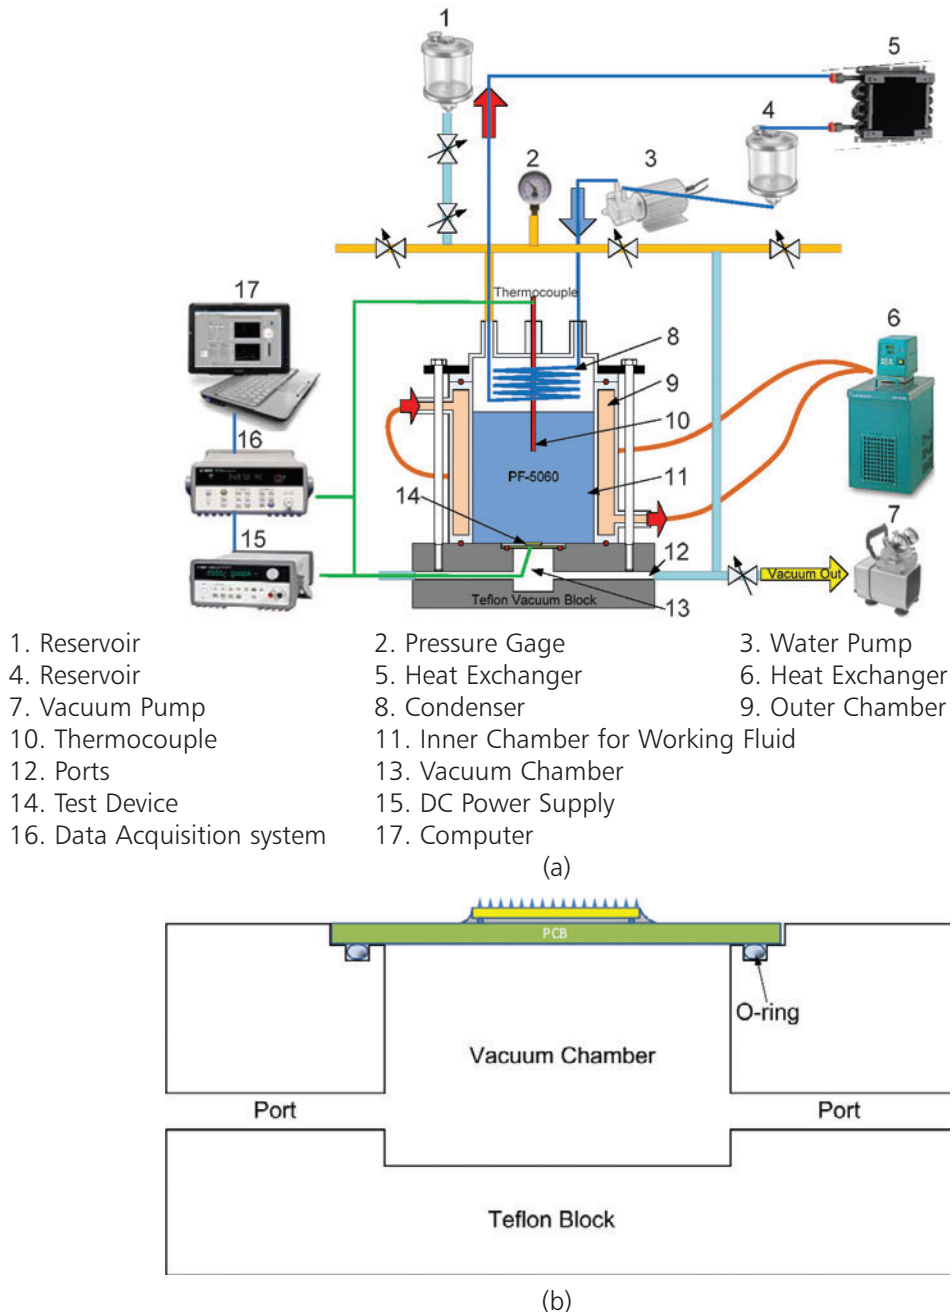 1
5
4
2
3
Thermocouple
17
6
8
9
16
10
PF-5060
11
14
7
15
12
Vacuum Out
13
Teflon Vacuum Block
1. Reservoir 2. Pressure Gage 3. Water Pump
4. Reservoir 5. Heat Exchanger 6. Heat Exchanger
7. Vacuum Pump 8. Condenser 9. Outer Chamber
10. Thermocouple 11. Inner Chamber for Working Fluid
12. Ports 13. Vacuum Chamber
14. Test Device 15. DC Power Supply
16. Data Acquisition system 17. Computer
(a)
PCB
O-ring
Vacuum Chamber
Port Port
Teflon Block
(b)